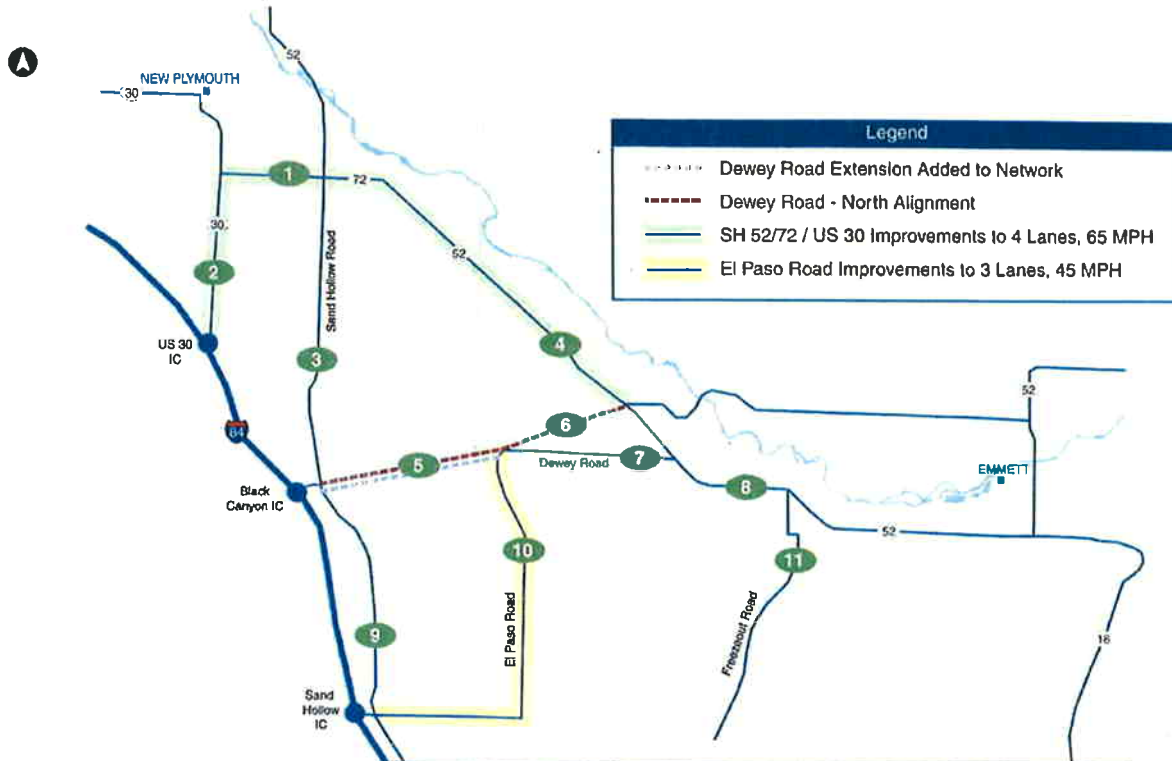 52
NEW PLYMOUTH
30
Legend
Dewey Road Extension Added to Network
Dewey Road - North Alignment
SH 52/72 / US 30 Improvements to 4 Lanes, 65 MPH
El Paso Road Improvements to 3 Lanes, 45 MPH
1
72
30
Sand Hollow Road
52
2
US 30
IC
3
4
52
84
6
5
Dewey Road
7
EMMETT
Black
Canyon IC
8
52
10
11
El Paso Road
Freezeout Road
9
16
Sand
Hollow
IC